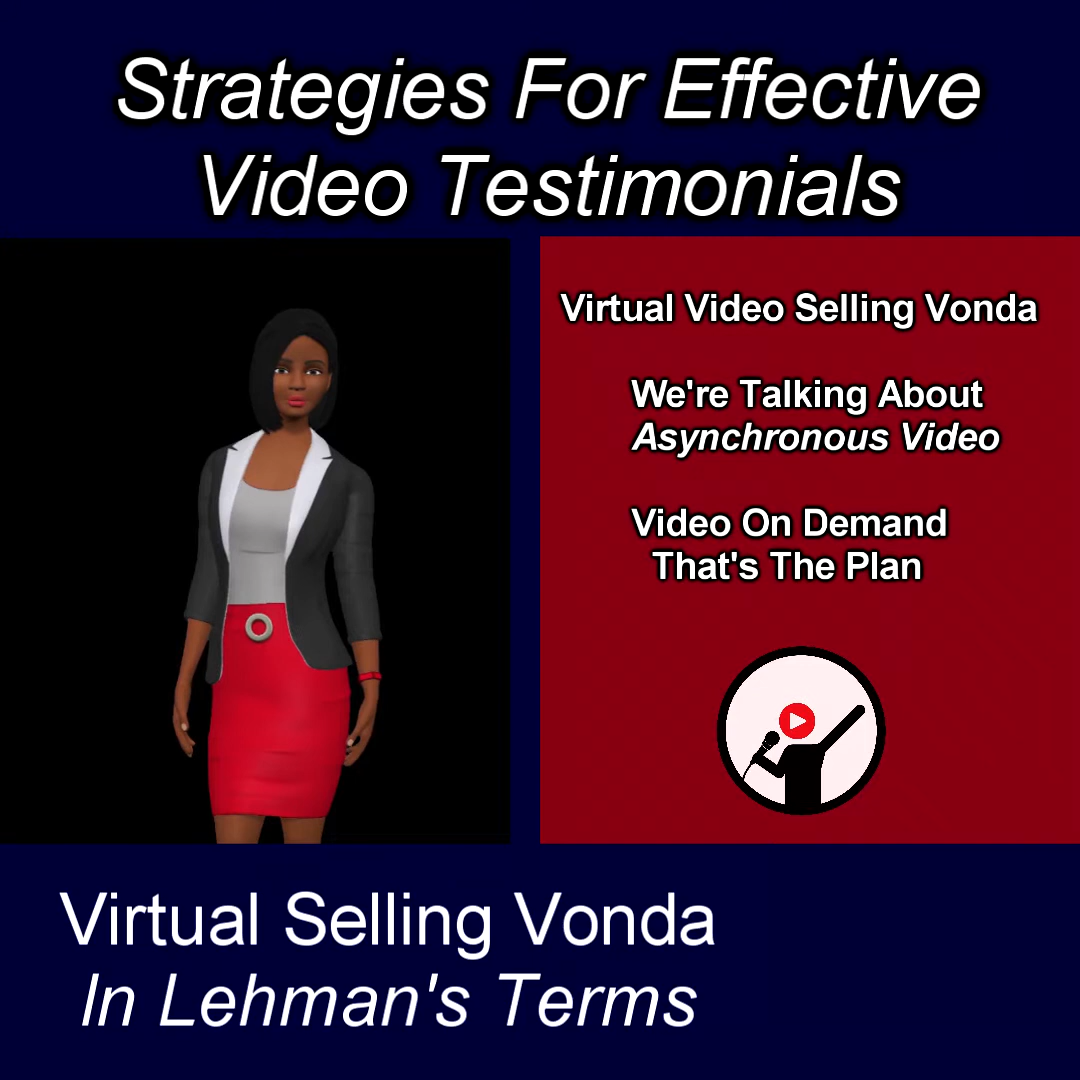 Strategies For Effective
Video Testimonials
Virtual Video Selling Vonda
We're Talking About
Asynchronous Video
Video On Demand
That's The Plan
Virtual Selling Vonda
In Lehman's Terms